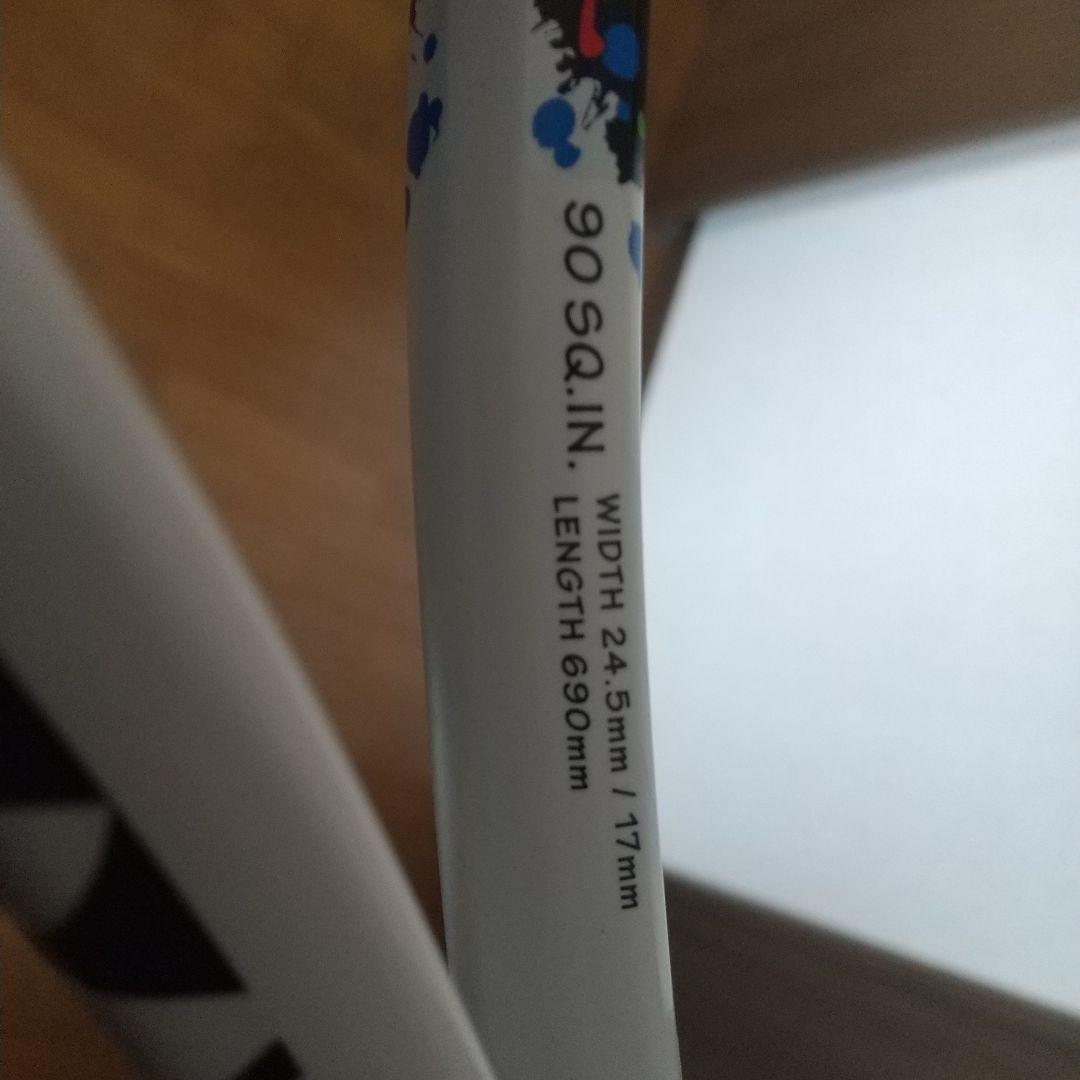 90 SQ.IN.
WIDTH 24.5mm / 17mm
LENGTH 690mm